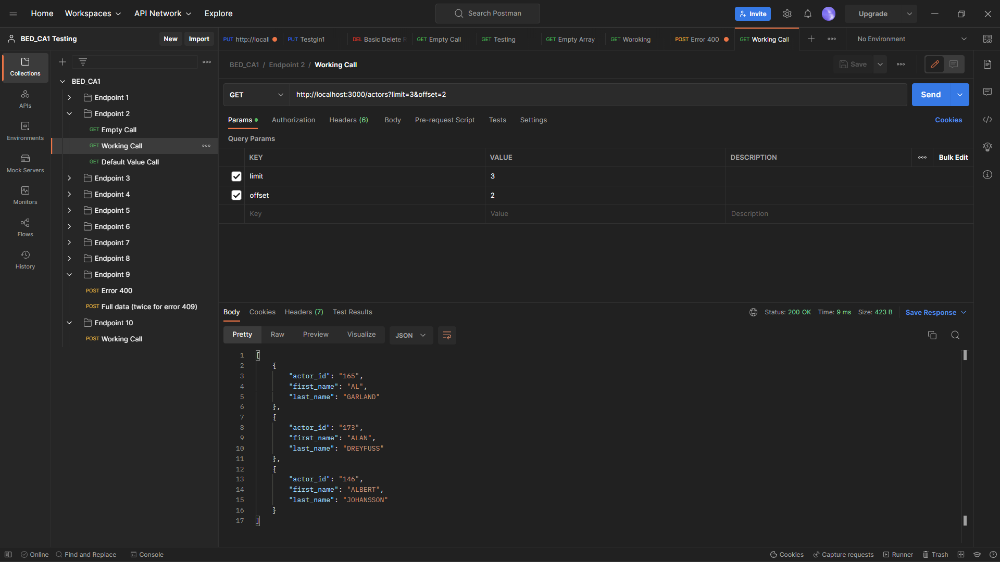 Home Workspaces API Network Explore
Search Postman
Invite Upgrade
BED_CA1 Testing New Import
PUT http://local PUT Testgin1 DEL Basic Delete GET Empty Call GET Testing GET Empty Array GET Woroking POST Error 400 GET Working Call
No Environment
Collections
APIs
Environments
Mock Servers
Monitors
Flows
History
BED_CA1
Endpoint 1
Endpoint 2
GET Empty Call
GET Working Call
GET Default Value Call
Endpoint 3
Endpoint 4
Endpoint 5
Endpoint 6
Endpoint 7
Endpoint 8
Endpoint 9
POST Error 400
POST Full data (twice for error 409)
Endpoint 10
POST Working Call
BED_CA1 / Endpoint 2 / Working Call
Save
GET http://localhost:3000/actors?limit=3&offset=2 Send
Params Authorization Headers (6) Body Pre-request Script Tests Settings Cookies
Query Params
KEY VALUE DESCRIPTION Bulk Edit
limit 3
offset 2
Key Value Description
Body Cookies Headers (7) Test Results Status: 200 OK Time: 9 ms Size: 423 B Save Response
Pretty Raw Preview Visualize JSON
1 [
2 {
3 "actor_id": "165",
4 "first_name": "AL",
5 "last_name": "GARLAND"
6 },
7 {
8 "actor_id": "173",
9 "first_name": "ALAN",
10 "last_name": "DREYFUSS"
11 },
12 {
13 "actor_id": "146",
14 "first_name": "ALBERT",
15 "last_name": "JOHANSSON"
16 }
17 ]
Online Find and Replace Console Cookies Capture requests Runner Trash